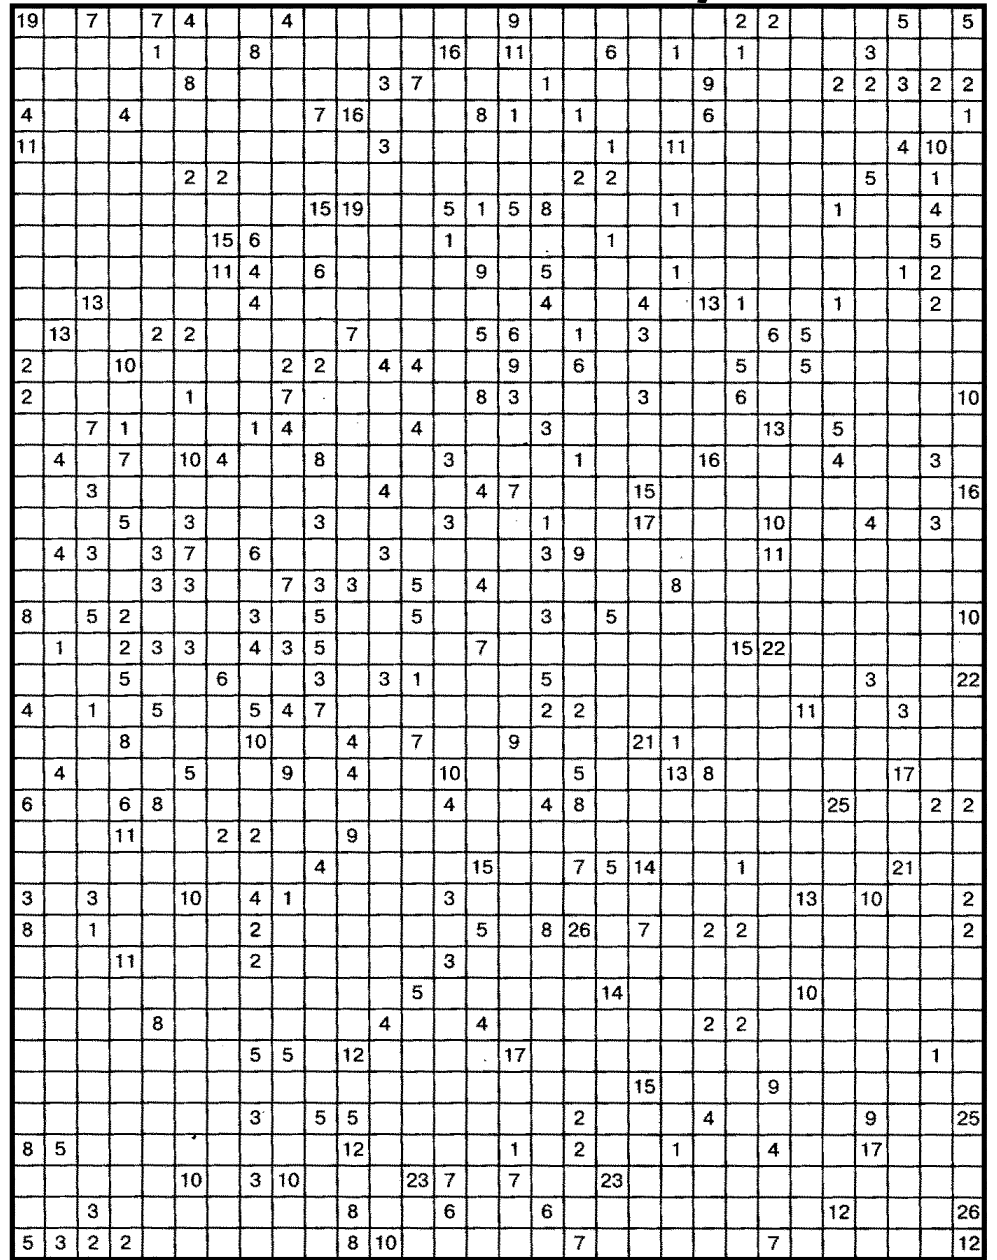 19 7 7 4 4 9 2 2 5 5
1 8 16 11 6 1 1 3
8 3 7 1 9 2 2 3 2 2
4 4 7 16 8 1 1 6 1
11 3 1 11 4 10
2 2 2 2 5 1
15 19 5 1 5 8 1 1 4
15 6 1 1 5
11 4 6 9 5 1 1 2
13 4 4 4 13 1 1 2
13 2 2 7 5 6 1 3 6 5
2 10 2 2 4 4 9 6 5 5
2 1 7 8 3 3 6 10
7 1 1 4 4 3 13 5
4 7 10 4 8 3 1 16 4 3
3 4 4 7 15 16
5 3 3 3 1 17 10 4 3
4 3 3 7 6 3 3 9 11
3 3 7 3 3 5 4 8
8 5 2 3 5 5 3 5 10
1 2 3 3 4 3 5 7 15 22
5 6 3 3 1 5 3 22
4 1 5 5 4 7 2 2 11 3
8 10 4 7 9 21 1
4 5 9 4 10 5 13 8 17
6 6 8 4 4 8 25 2 2
11 2 2 9
4 15 7 5 14 1 21
3 3 10 4 1 3 13 10 2
8 1 2 5 8 26 7 2 2 2
11 2 3
5 14 10
8 4 4 2 2
5 5 12 17 1
15 9
3 5 5 2 4 9 25
8 5 12 1 2 1 4 17
10 3 10 23 7 7 23
3 8 6 6 12 26
5 3 2 2 8 10 7 7 12